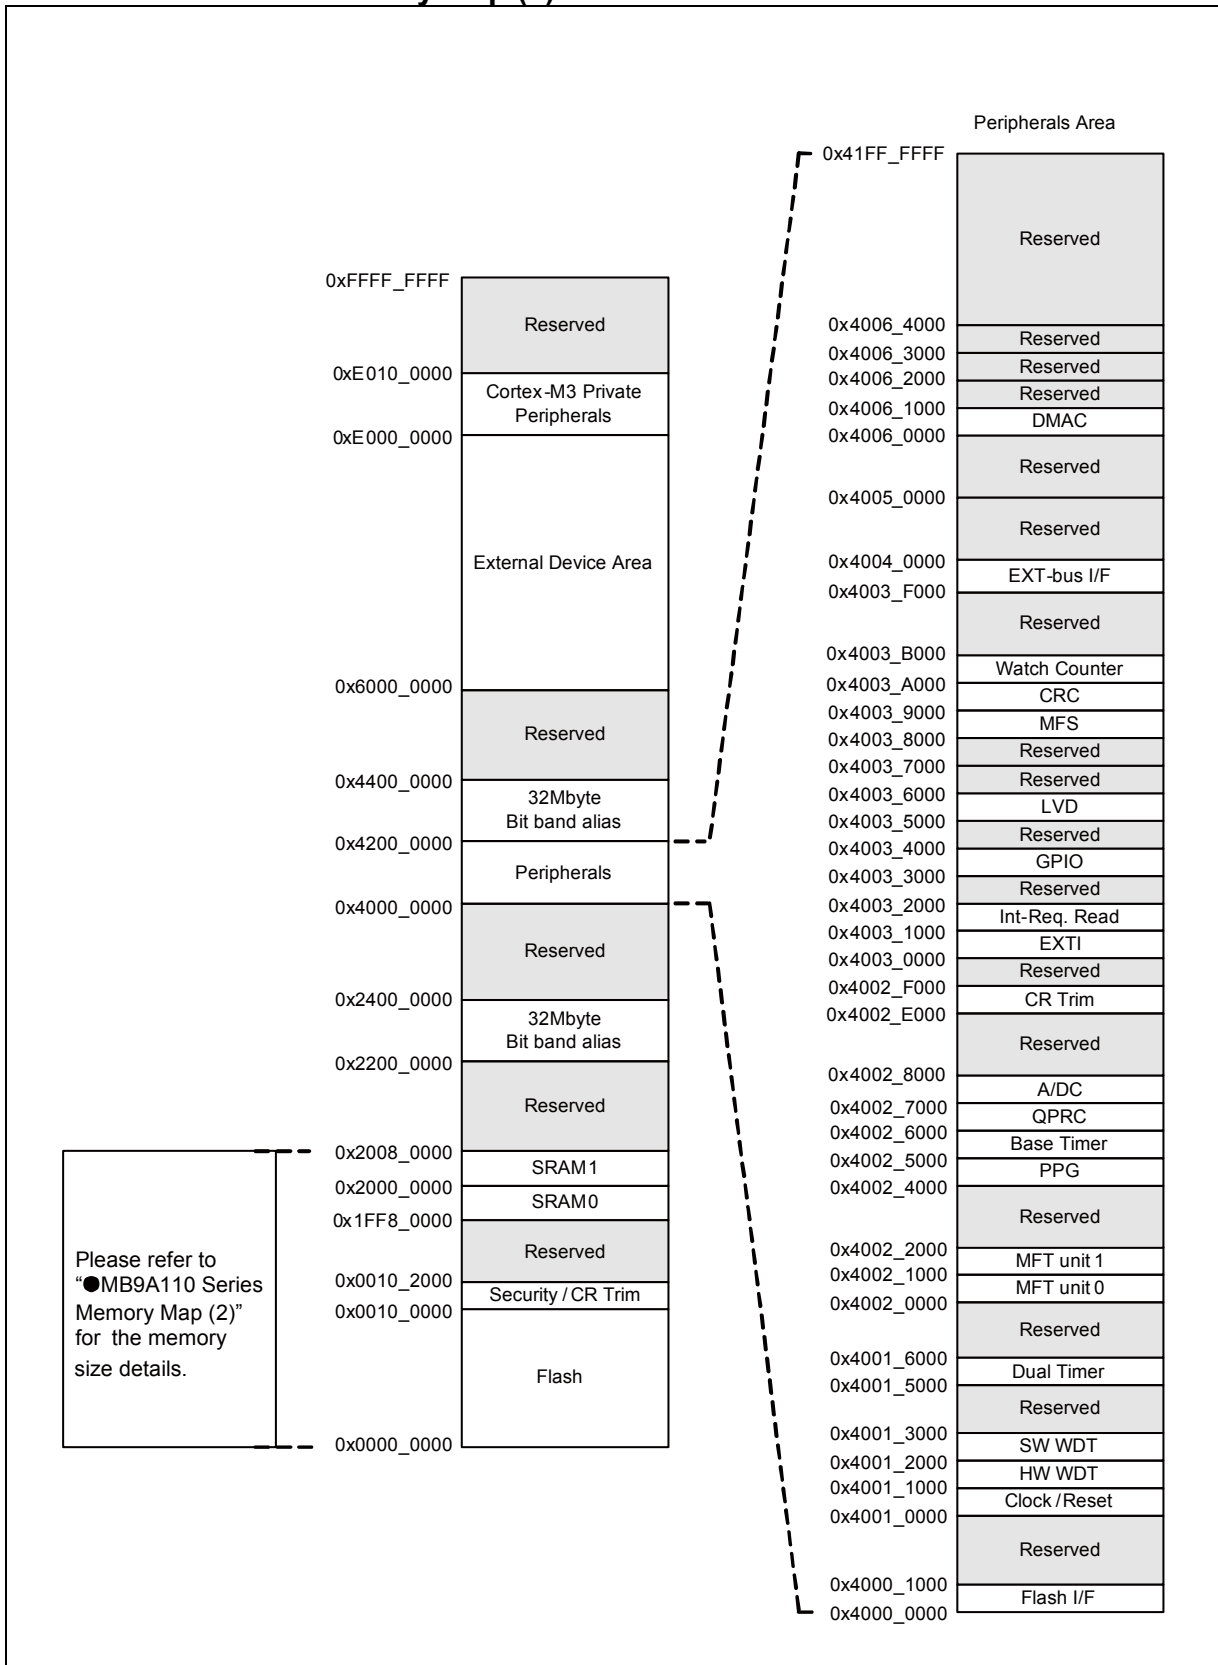 Peripherals Area
0x41FF_FFFF
Reserved
0x4006_4000
Reserved
0x4006_3000
Reserved
0x4006_2000
Reserved
0x4006_1000
DMAC
0x4006_0000
Reserved
0x4005_0000
Reserved
0x4004_0000
EXT-bus I/F
0x4003_F000
Reserved
0x4003_B000
Watch Counter
0x4003_A000
CRC
0x4003_9000
MFS
0x4003_8000
Reserved
0x4003_7000
Reserved
0x4003_6000
LVD
0x4003_5000
Reserved
0x4003_4000
GPIO
0x4003_3000
Reserved
0x4003_2000
Int-Req. Read
0x4003_1000
EXTI
0x4003_0000
Reserved
0x4002_F000
CR Trim
0x4002_E000
Reserved
0x4002_8000
A/DC
0x4002_7000
QPRC
0x4002_6000
Base Timer
0x4002_5000
PPG
0x4002_4000
Reserved
0x4002_2000
MFT unit 1
0x4002_1000
MFT unit 0
0x4002_0000
Reserved
0x4001_6000
Dual Timer
0x4001_5000
Reserved
0x4001_3000
SW WDT
0x4001_2000
HW WDT
0x4001_1000
Clock/Reset
0x4001_0000
Reserved
0x4000_1000
Flash I/F
0x4000_0000
0xFFFF_FFFF
Reserved
0xE010_0000
Cortex-M3 Private
Peripherals
0xE000_0000
External Device Area
0x6000_0000
Reserved
0x4400_0000
32Mbyte
Bit band alias
0x4200_0000
Peripherals
0x4000_0000
Reserved
0x2400_0000
32Mbyte
Bit band alias
0x2200_0000
Reserved
0x2008_0000
SRAM1
0x2000_0000
SRAM0
0x1FF8_0000
Reserved
0x0010_2000
Security/CR Trim
0x0010_0000
Flash
0x0000_0000
Please refer to
“●MB9A110 Series
Memory Map (2)”
for the memory
size details.